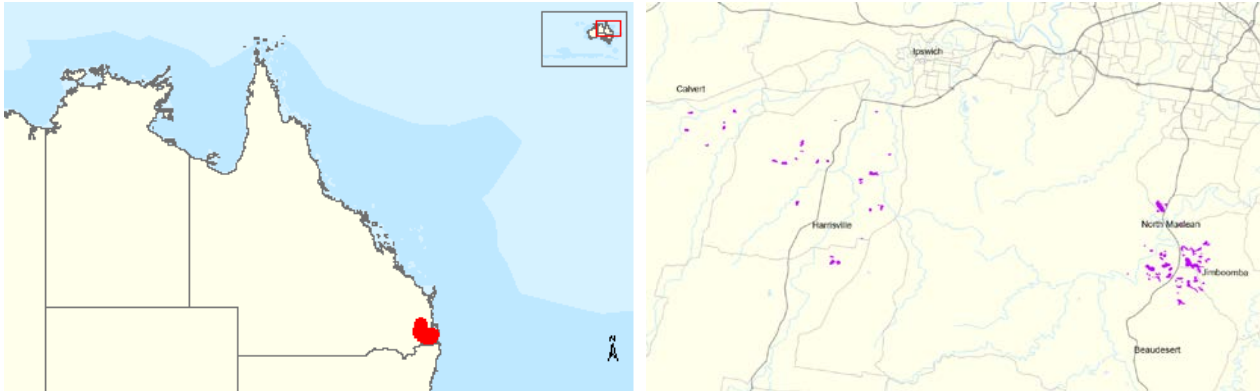 N
Ipswich
Calvert
Harrisville
North Maclean
Jimboomba
Beaudesert